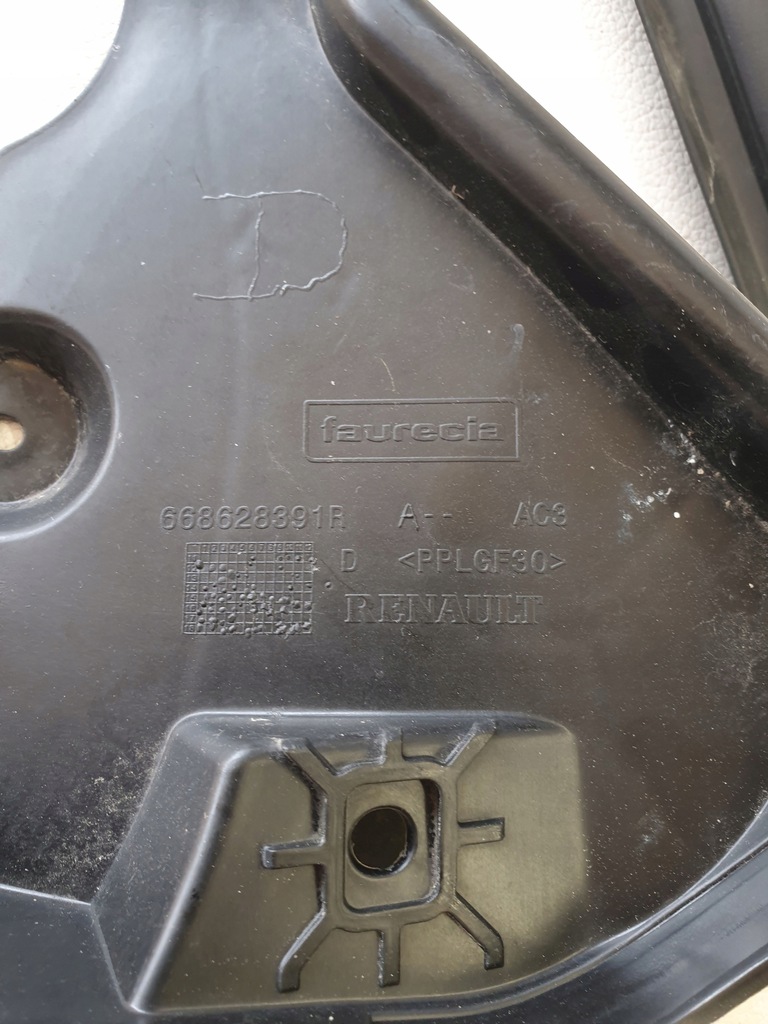 D
faurecia
668628391R A-- AC3
D <PPLGF30>
RENAULT